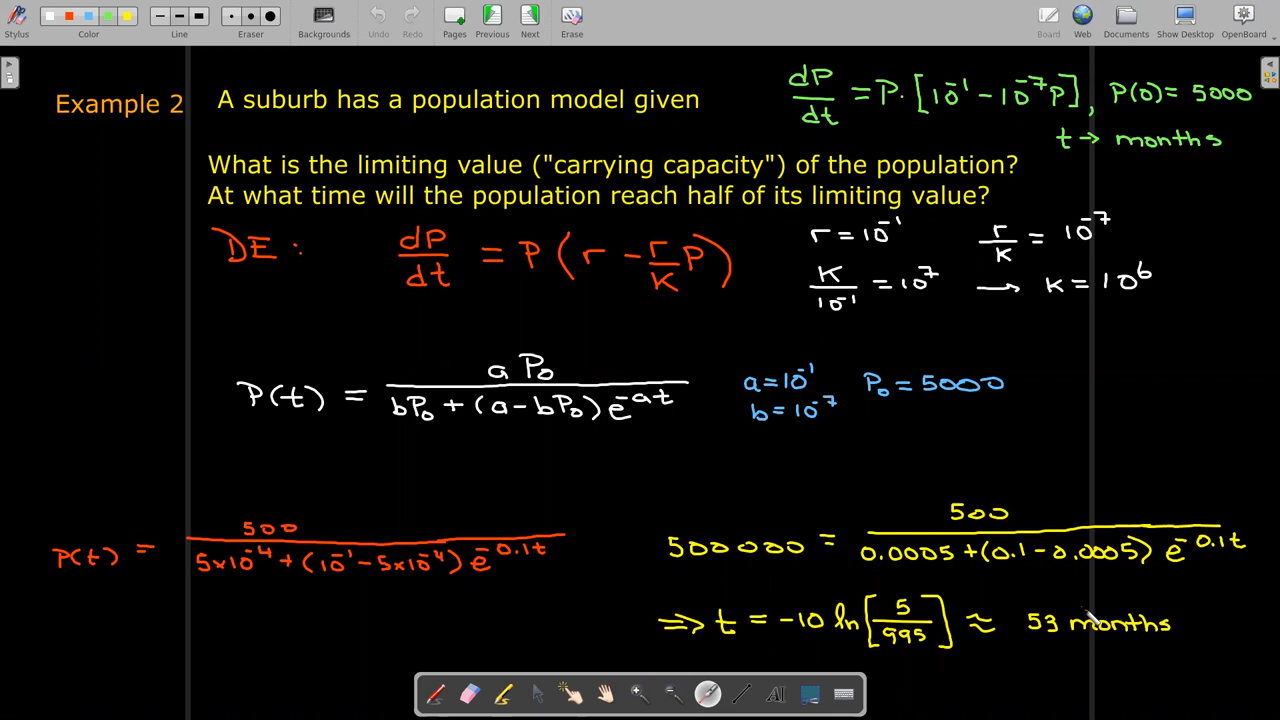 Stylus Color Line Eraser Backgrounds Undo Redo Pages Previous Next Erase Board Web Documents Show Desktop OpenBoard
Example 2 A suburb has a population model given dP/dt = P·[10⁻¹ − 10⁻⁷P], P(0) = 5000
t → months
What is the limiting value ("carrying capacity") of the population?
At what time will the population reach half of its limiting value?
DE: dP/dt = P(r − r/K P) r = 10⁻¹ r/K = 10⁻⁷
K/10⁻¹ = 10⁷ → K = 10⁶
P(t) = aP₀ / bP₀ + (a − bP₀) e⁻ᵃᵗ a = 10⁻¹ P₀ = 5000
b = 10⁻⁷
P(t) = 500 / 5×10⁻⁴ + (10⁻¹ − 5×10⁻⁴) e^−0.1t
500000 = 500 / 0.0005 + (0.1 − 0.0005) e^−0.1t
⇒ t = −10 ln[5/995] ≈ 53 months
AI